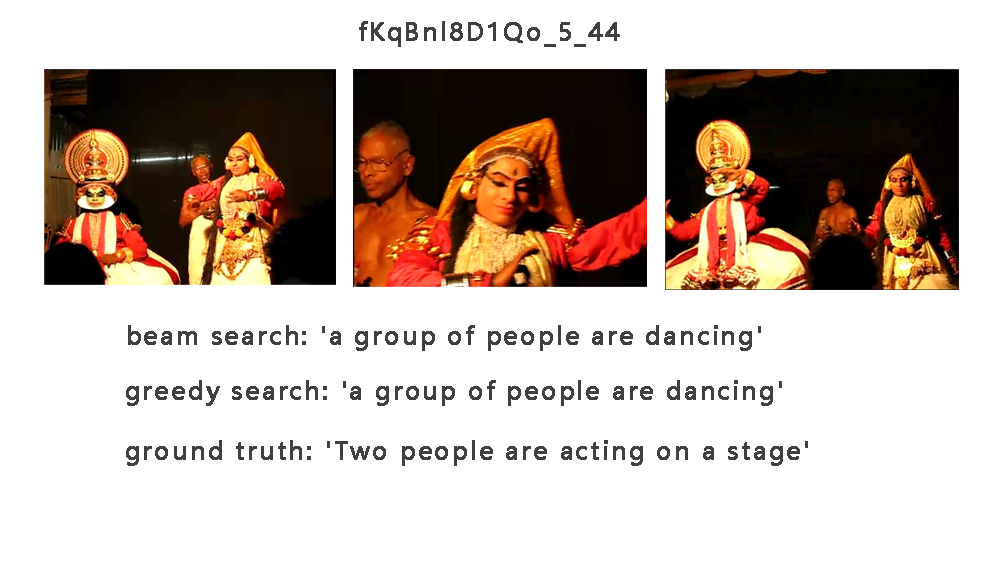 fKqBnl8D1Qo_5_44
beam search: 'a group of people are dancing'
greedy search: 'a group of people are dancing'
ground truth: 'Two people are acting on a stage'